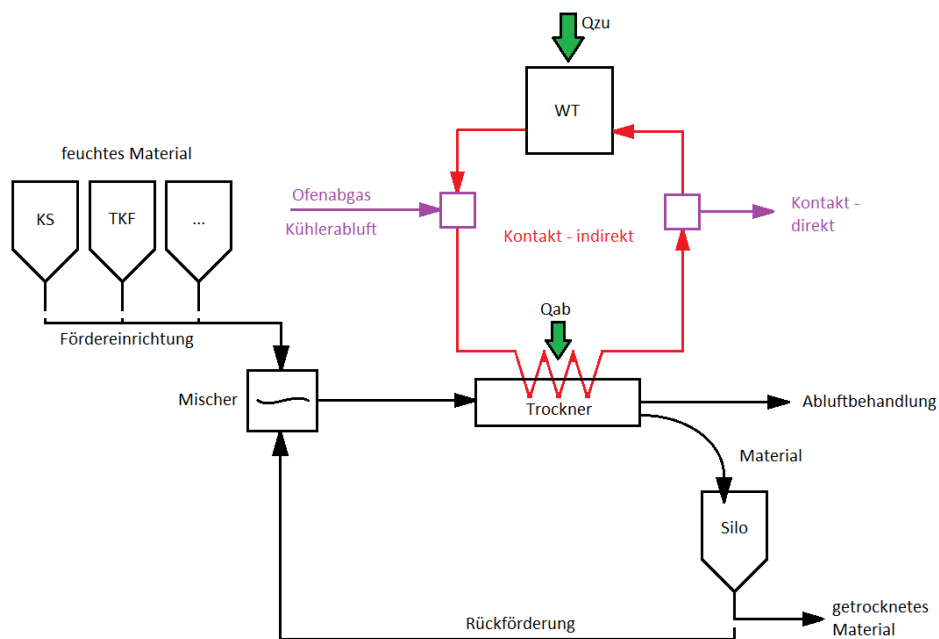 Qzu
WT
feuchtes Material
KS
TKF
...
Ofenabgas
Kühlerabluft
Kontakt - indirekt
Kontakt -
direkt
Qab
Fördereinrichtung
Mischer
Trockner
Abluftbehandlung
Material
Silo
Rückförderung
getrocknetes
Material